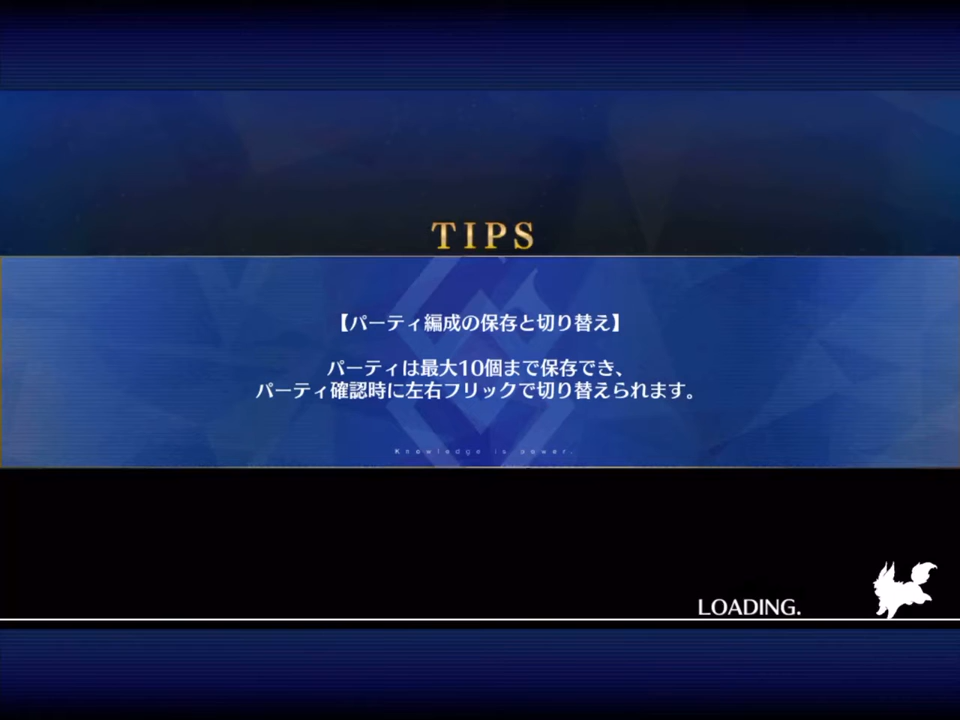 TIPS
【パーティ編成の保存と切り替え】
パーティは最大10個まで保存でき、
パーティ確認時に左右フリックで切り替えられます。
Knowledge is power.
LOADING.